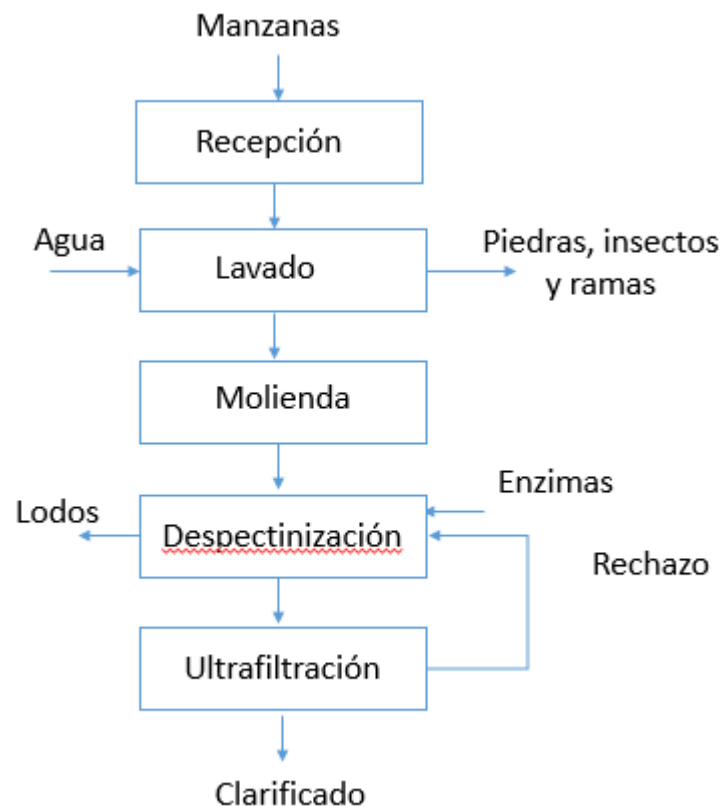 Manzanas
Recepción
Agua
Lavado
Piedras, insectos
y ramas
Molienda
Enzimas
Lodos
Despectinización
Rechazo
Ultrafiltración
Clarificado